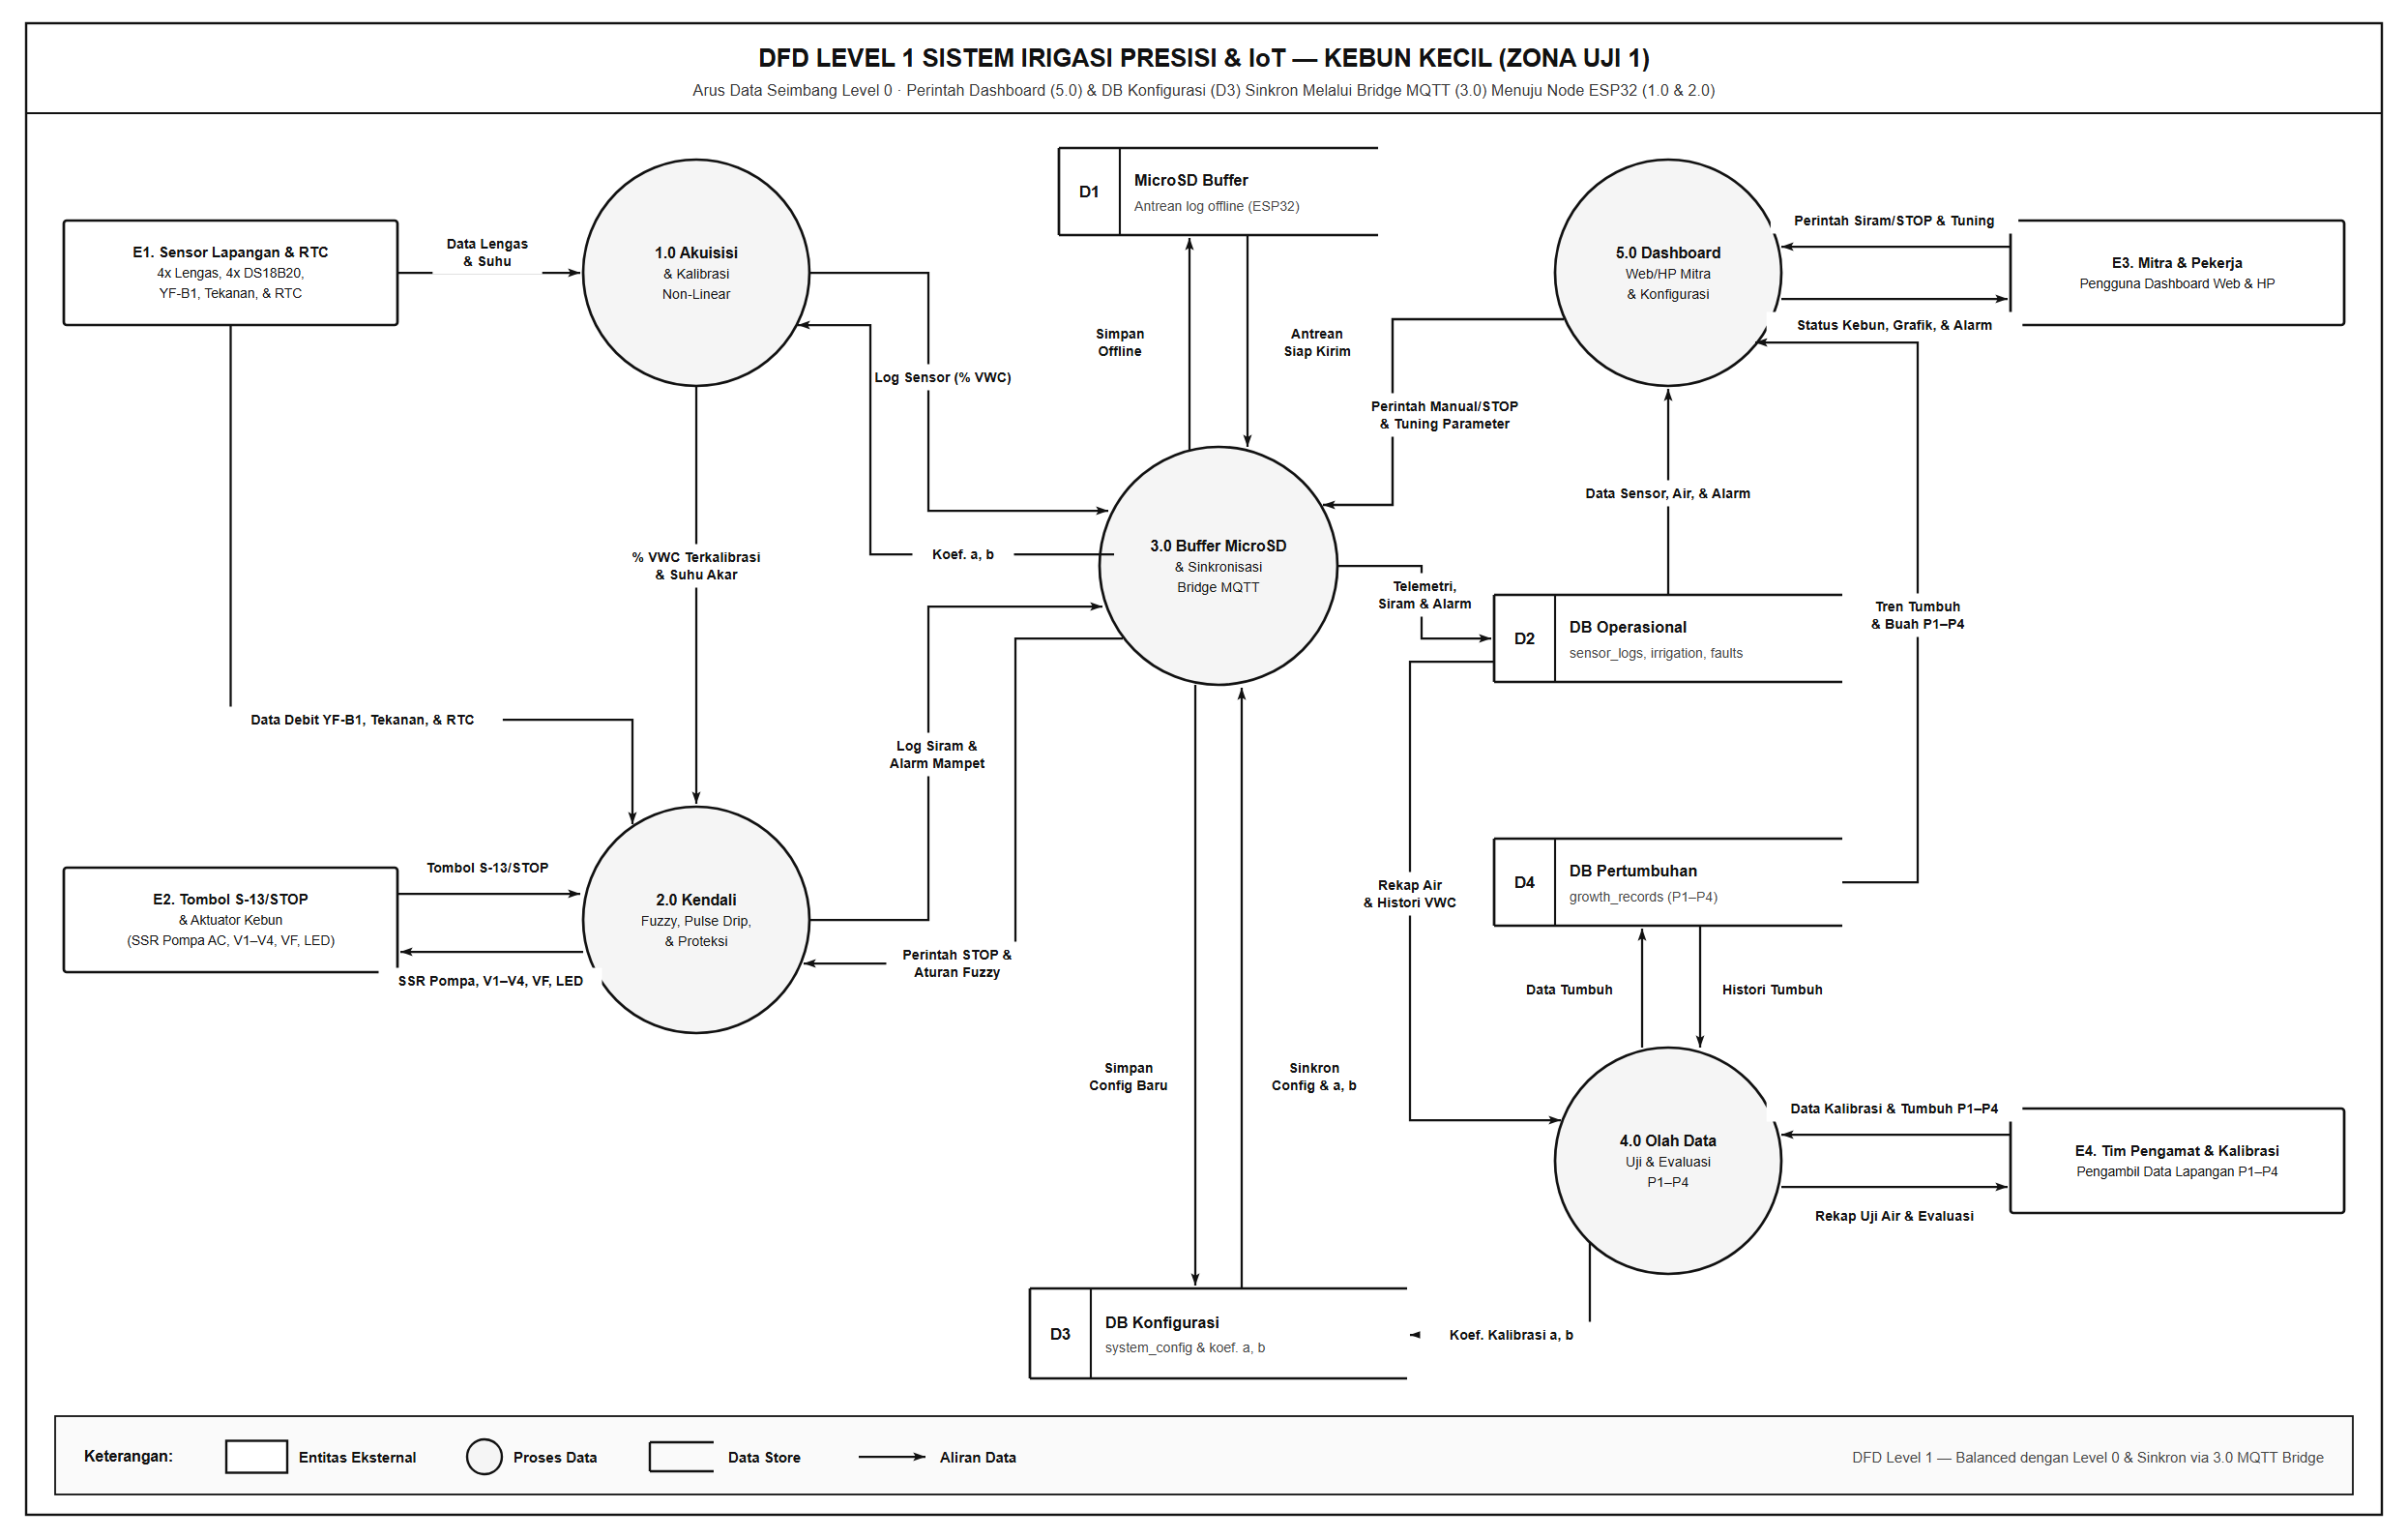 DFD LEVEL 1 SISTEM IRIGASI PRESISI & IoT — KEBUN KECIL (ZONA UJI 1)
Arus Data Seimbang Level 0 · Perintah Dashboard (5.0) & DB Konfigurasi (D3) Sinkron Melalui Bridge MQTT (3.0) Menuju Node ESP32 (1.0 & 2.0)
E1. Sensor Lapangan & RTC
4x Lengas, 4x DS18B20,
YF-B1, Tekanan, & RTC
Data Lengas
& Suhu
1.0 Akuisisi
& Kalibrasi
Non-Linear
D1
MicroSD Buffer
Antrean log offline (ESP32)
5.0 Dashboard
Web/HP Mitra
& Konfigurasi
Perintah Siram/STOP & Tuning
E3. Mitra & Pekerja
Pengguna Dashboard Web & HP
Status Kebun, Grafik, & Alarm
Simpan
Offline
Antrean
Siap Kirim
Log Sensor (% VWC)
Perintah Manual/STOP
& Tuning Parameter
Data Sensor, Air, & Alarm
% VWC Terkalibrasi
& Suhu Akar
Koef. a, b
3.0 Buffer MicroSD
& Sinkronisasi
Bridge MQTT
Telemetri,
Siram & Alarm
D2
DB Operasional
sensor_logs, irrigation, faults
Tren Tumbuh
& Buah P1–P4
Data Debit YF-B1, Tekanan, & RTC
Log Siram &
Alarm Mampet
E2. Tombol S-13/STOP
& Aktuator Kebun
(SSR Pompa AC, V1–V4, VF, LED)
Tombol S-13/STOP
SSR Pompa, V1–V4, VF, LED
2.0 Kendali
Fuzzy, Pulse Drip,
& Proteksi
Perintah STOP &
Aturan Fuzzy
Rekap Air
& Histori VWC
D4
DB Pertumbuhan
growth_records (P1–P4)
Data Tumbuh
Histori Tumbuh
Simpan
Config Baru
Sinkron
Config & a, b
4.0 Olah Data
Uji & Evaluasi
P1–P4
Data Kalibrasi & Tumbuh P1–P4
E4. Tim Pengamat & Kalibrasi
Pengambil Data Lapangan P1–P4
Rekap Uji Air & Evaluasi
D3
DB Konfigurasi
system_config & koef. a, b
Koef. Kalibrasi a, b
Keterangan:
Entitas Eksternal
Proses Data
Data Store
Aliran Data
DFD Level 1 — Balanced dengan Level 0 & Sinkron via 3.0 MQTT Bridge